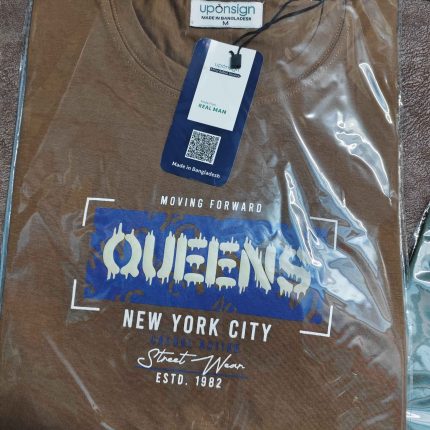 uponsign
MADE IN BANGLADESH
M
uponsign
REAL MAN
Made in Bangladesh
MOVING FORWARD
QUEENS
NEW YORK CITY
Street Wear
ESTD. 1982